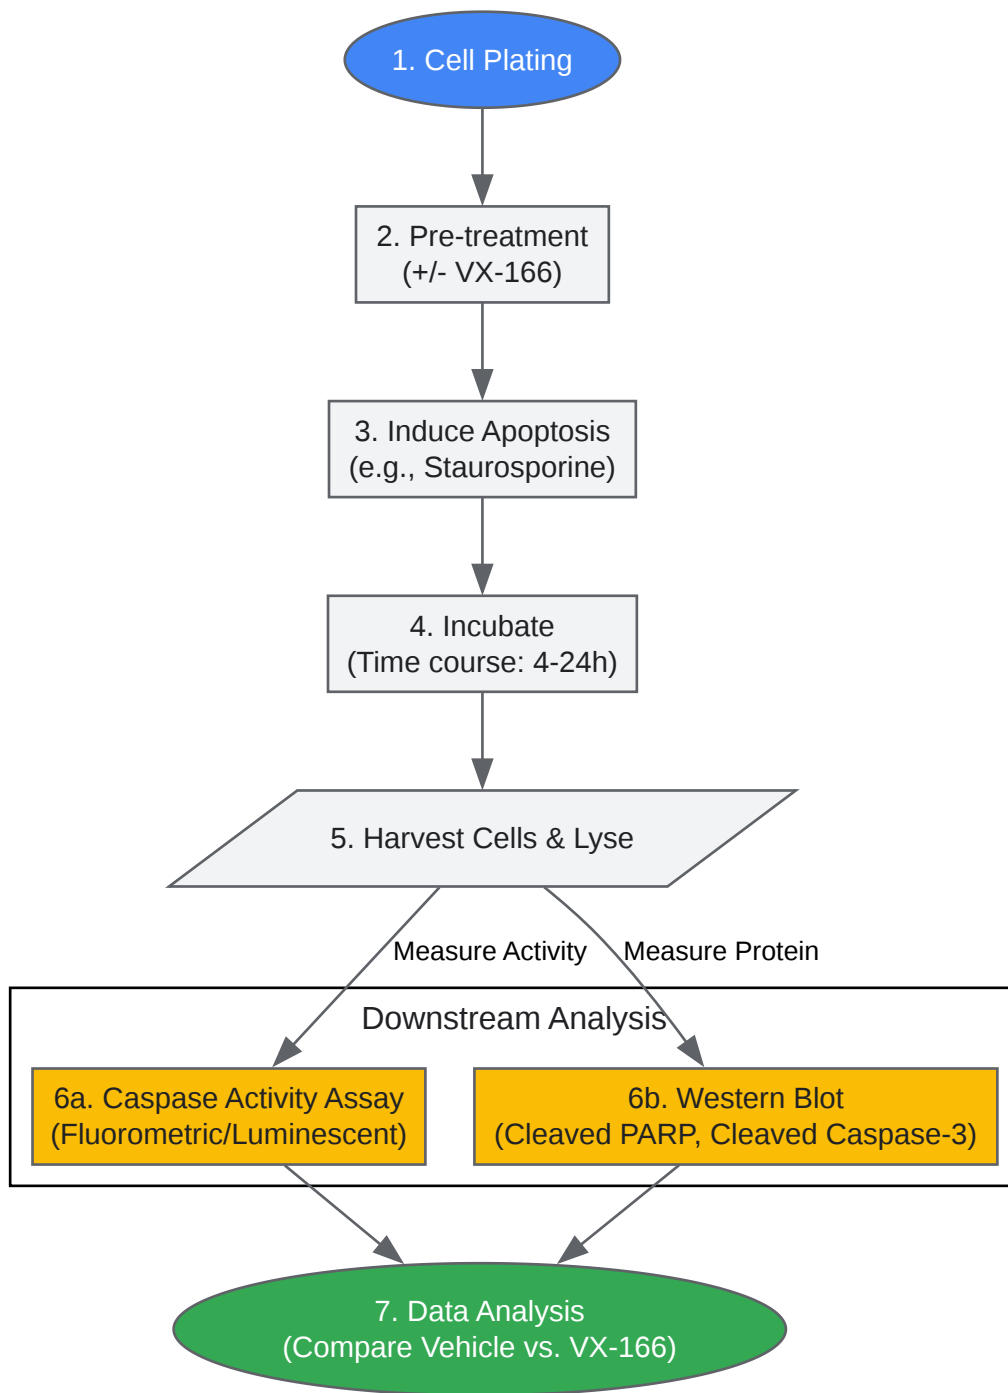 1. Cell Plating
2. Pre-treatment
(+/- VX-166)
3. Induce Apoptosis
(e.g., Staurosporine)
4. Incubate
(Time course: 4-24h)
5. Harvest Cells & Lyse
Measure Activity
Measure Protein
Downstream Analysis
6a. Caspase Activity Assay
(Fluorometric/Luminescent)
6b. Western Blot
(Cleaved PARP, Cleaved Caspase-3)
7. Data Analysis
(Compare Vehicle vs. VX-166)